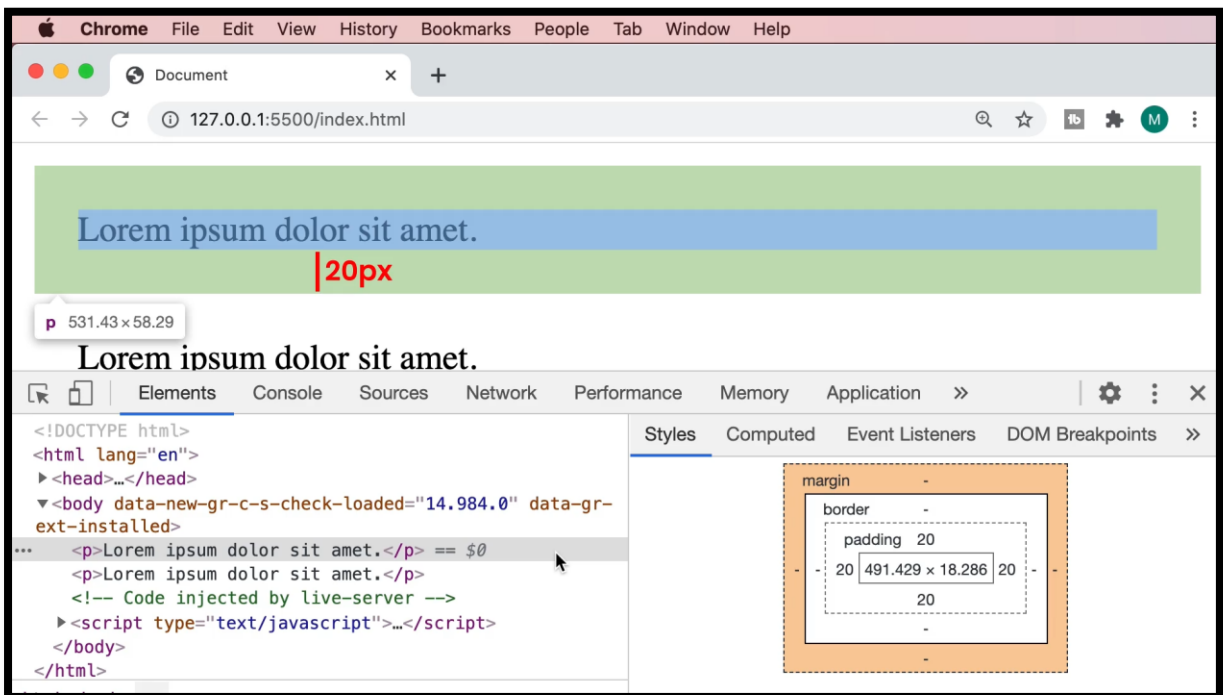 Chrome File Edit View History Bookmarks People Tab Window Help
Document
127.0.0.1:5500/index.html
M
Lorem ipsum dolor sit amet.
20px
p 531.43×58.29
Lorem ipsum dolor sit amet.
Elements Console Sources Network Performance Memory Application
<!DOCTYPE html>
Styles Computed Event Listeners DOM Breakpoints
<html lang="en">
<head>…</head>
<body data-new-gr-c-s-check-loaded="14.984.0" data-gr-
ext-installed>
<p>Lorem ipsum dolor sit amet.</p> == $0
<p>Lorem ipsum dolor sit amet.</p>
<!-- Code injected by live-server -->
<script type="text/javascript">…</script>
</body>
</html>
margin -
border -
padding 20
- - 20 491.429 × 18.286 20 - -
20
-
-